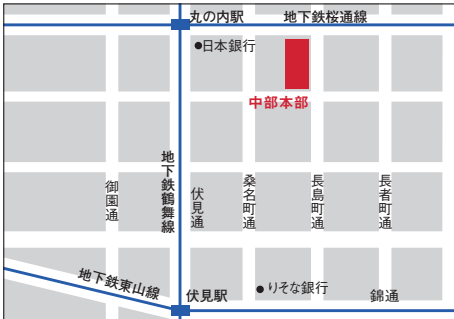 丸の内駅
地下鉄桜通線
日本銀行
中部本部
地下鉄鶴舞線
御園通
伏見通
桑名町通
長島町通
長者町通
地下鉄東山線
伏見駅
りそな銀行
錦通